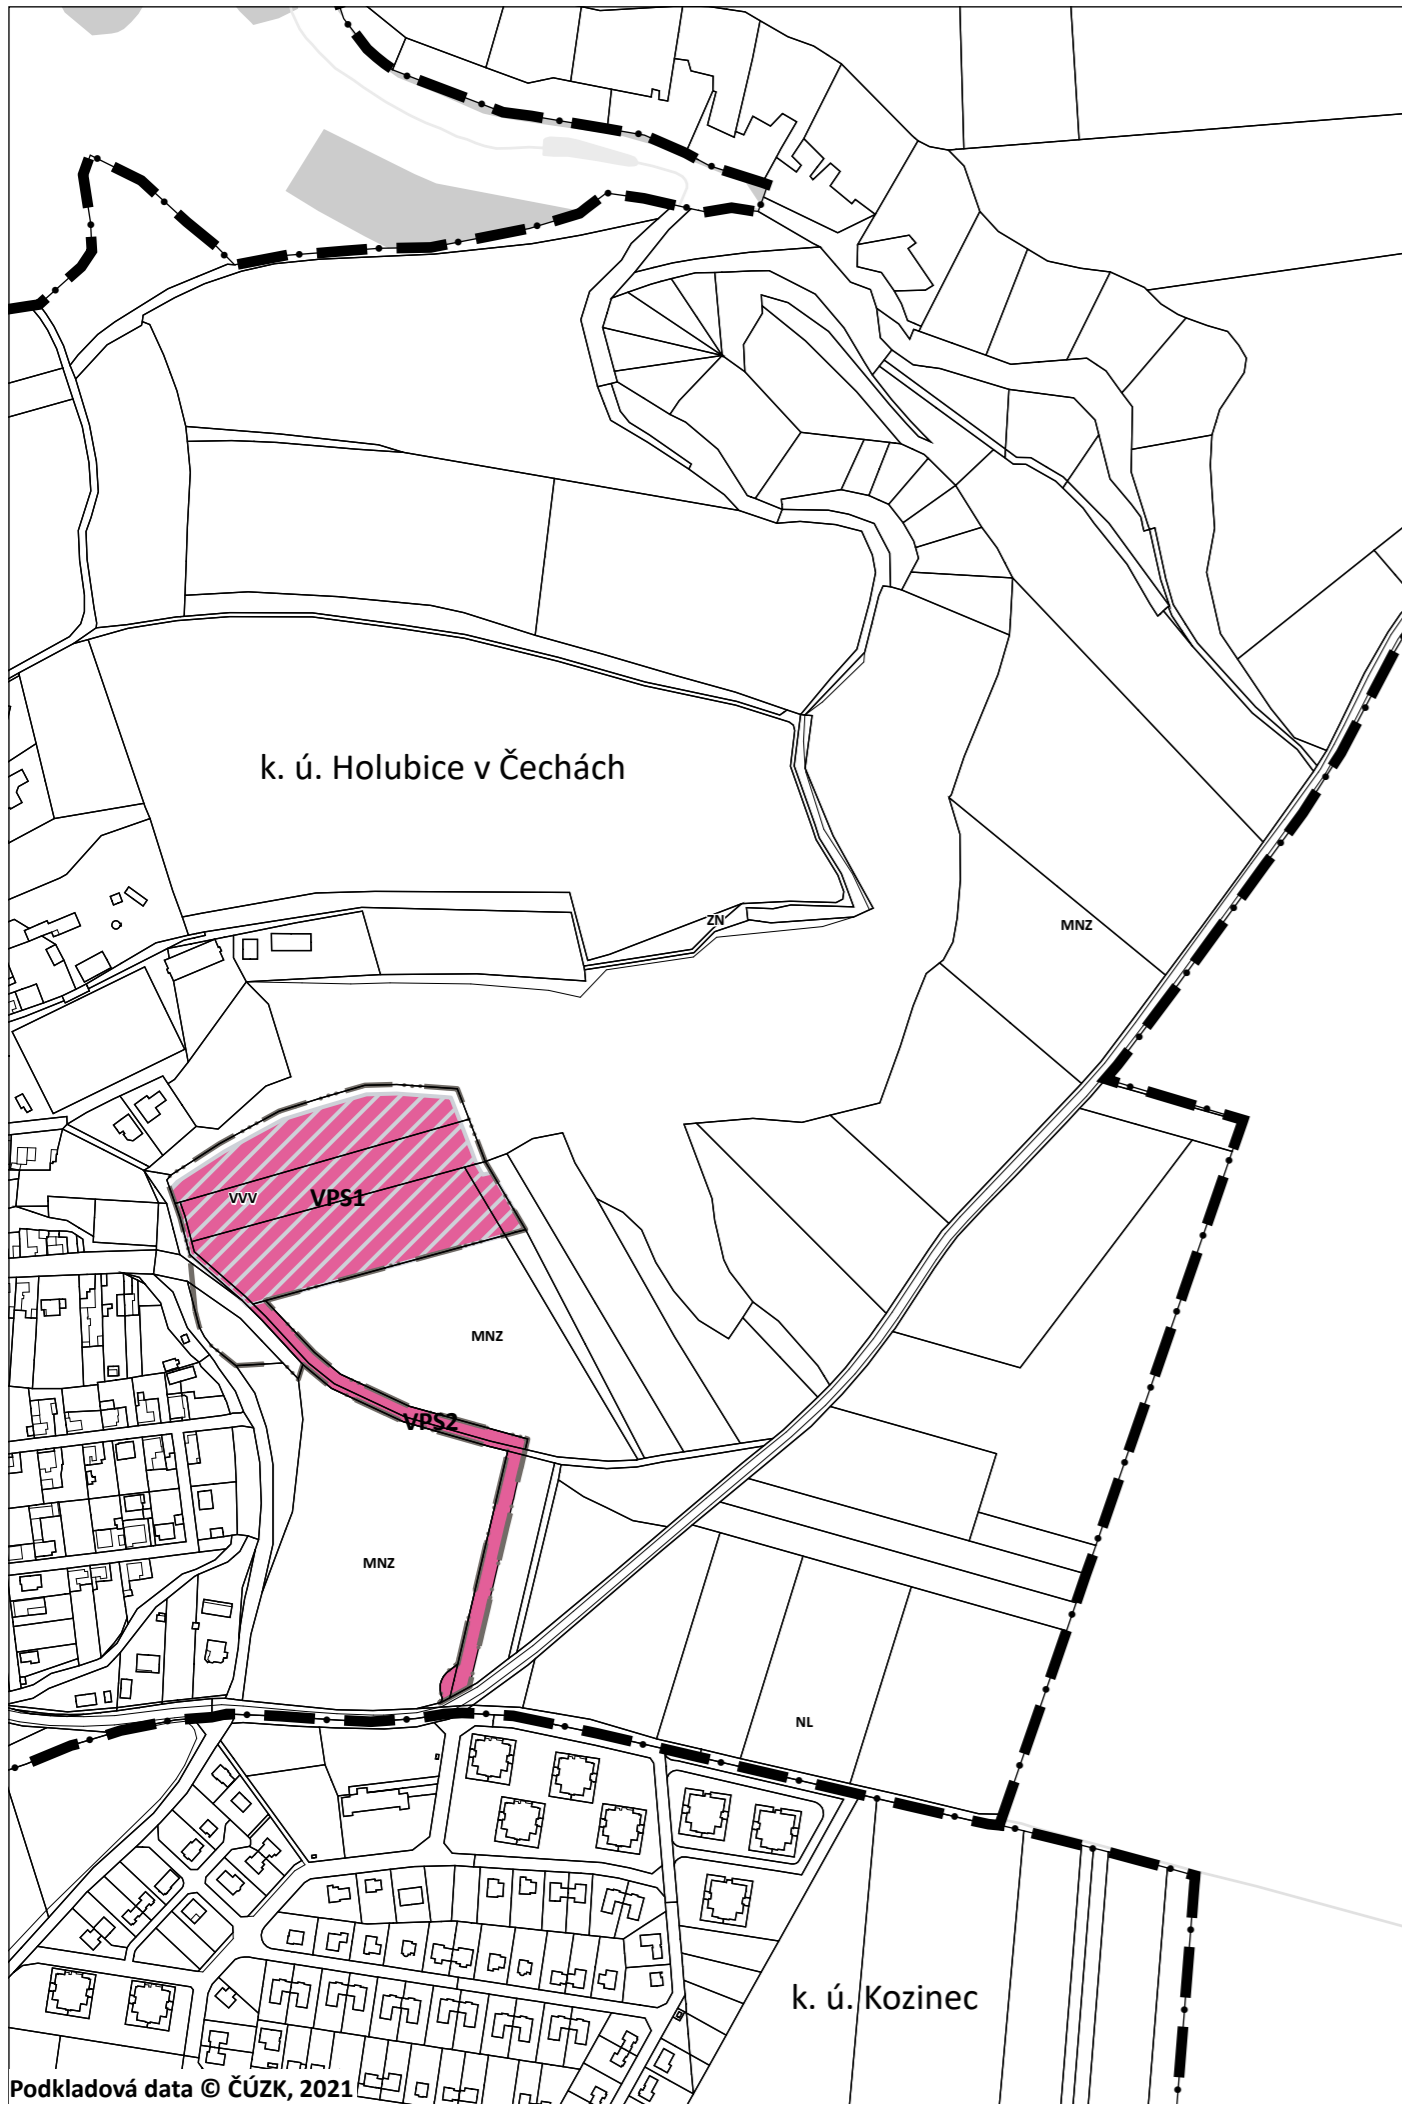 k. ú. Holubice v Čechách
ZN
MNZ
VVV
VPS1
MNZ
VPS2
MNZ
NL
k. ú. Kozinec
Podkladová data © ČÚZK, 2021